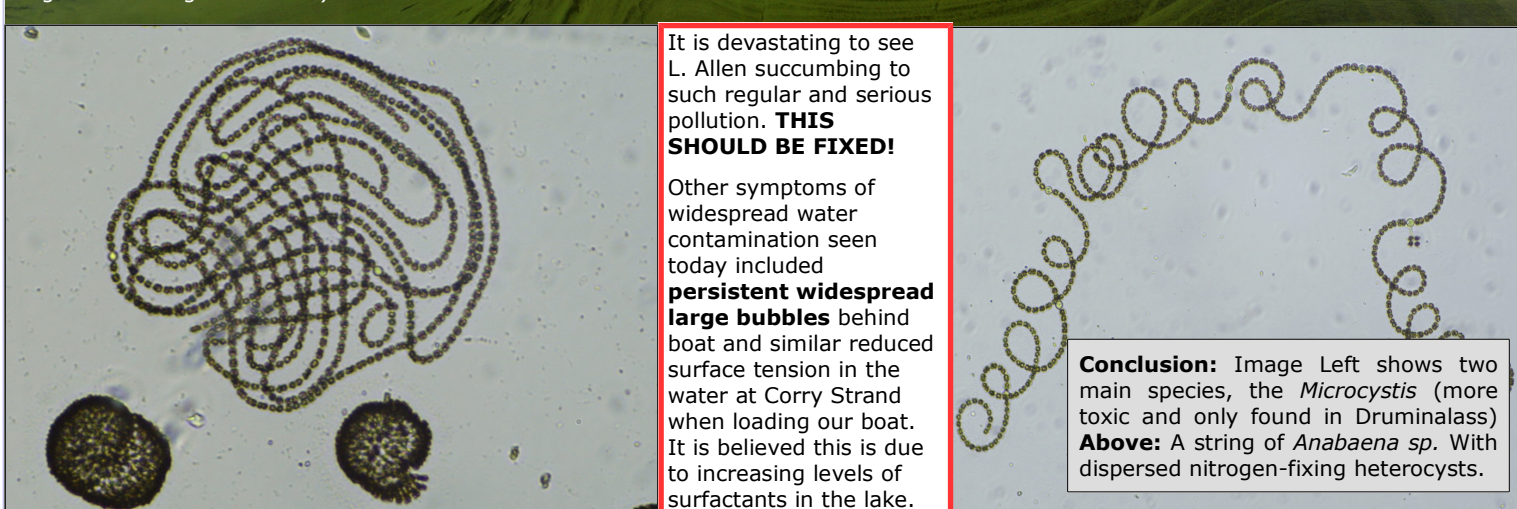 It is devastating to see
L. Allen succumbing to
such regular and serious
pollution. THIS
SHOULD BE FIXED!
Other symptoms of
widespread water
contamination seen
today included
persistent widespread
large bubbles behind
boat and similar reduced
surface tension in the
water at Corry Strand
when loading our boat.
It is believed this is due
to increasing levels of
surfactants in the lake.
Conclusion: Image Left shows two
main species, the Microcystis (more
toxic and only found in Druminalass)
Above: A string of Anabaena sp. With
dispersed nitrogen-fixing heterocysts.